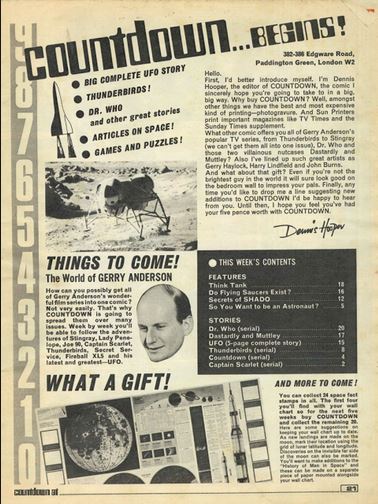 countdown...BEGINS!
382-386 Edgware Road,
Paddington Green, London W2
BIG COMPLETE UFO STORY
THUNDERBIRDS!
DR. WHO
and other great stories
ARTICLES ON SPACE!
GAMES AND PUZZLES!
Hello.
First, I'd better introduce myself. I'm Dennis
Hooper, the editor of COUNTDOWN, the comic I
sincerely hope you're going to take to in a big,
big way. Why buy COUNTDOWN? Well, amongst
other things we have the best and most expensive
kind of printing—photogravure. And Sun Printers
print important magazines like TV Times and the
Sunday Times supplement.
What other comic offers you all of Gerry Anderson's
popular TV series, from Thunderbirds to Stingray
(we can't get them all into one issue), Dr. Who and
those two villainous nutcases Dastardly and
Muttley? Also I've lined up such great artists as
Gerry Haylock, Harry Lindfield and John Burns.
And what about that gift? Even if you're not the
brightest guy in the world it will sure look good on
the bedroom wall to impress your pals. Finally, any
time you'd like to drop me a line suggesting new
additions to COUNTDOWN I'd be happy to hear
from you. Until then, I hope you feel you've had
your five pence worth with COUNTDOWN.
Dennis Hooper
THINGS TO COME!
The World of GERRY ANDERSON
How can you possibly get all
of Gerry Anderson's wonder-
ful film series into one comic?
Not very easily. That's why
COUNTDOWN is going to
spread them over many
issues. Week by week you'll
be able to follow the adven-
tures of Stingray, Lady Pene-
lope, Joe 90, Captain Scarlet,
Thunderbirds, Secret Ser-
vice, Fireball XL5 and his
latest and greatest—UFO.
THIS WEEK'S CONTENTS
FEATURES
Think Tank 18
Do Flying Saucers Exist? 16
Secrets of SHADO 12
So You Want to be an Astronaut? 5
STORIES
Dr. Who (serial) 20
Dastardly and Muttley 17
UFO (5-page complete story) 15
Thunderbirds (serial) 8
Countdown (serial) 4
Captain Scarlet (serial) 2
WHAT A GIFT!
AND MORE TO COME!
You can collect 24 space fact
stamps in all. The first four
you'll find with your wall
chart so for the next five
weeks buy COUNTDOWN
and collect the remaining 20.
Here are some suggestions on
keeping your wall chart up to date.
As new landings are made on the
moon, mark their location using the
grid of lunar latitude and longitude.
Discoveries on the invisible far side
of the moon can also be marked.
You'll want to make additions to the
"History of Man in Space" and
these can be made on a separate
piece of paper mounted alongside
your wall chart.
COUNTDOWN
21